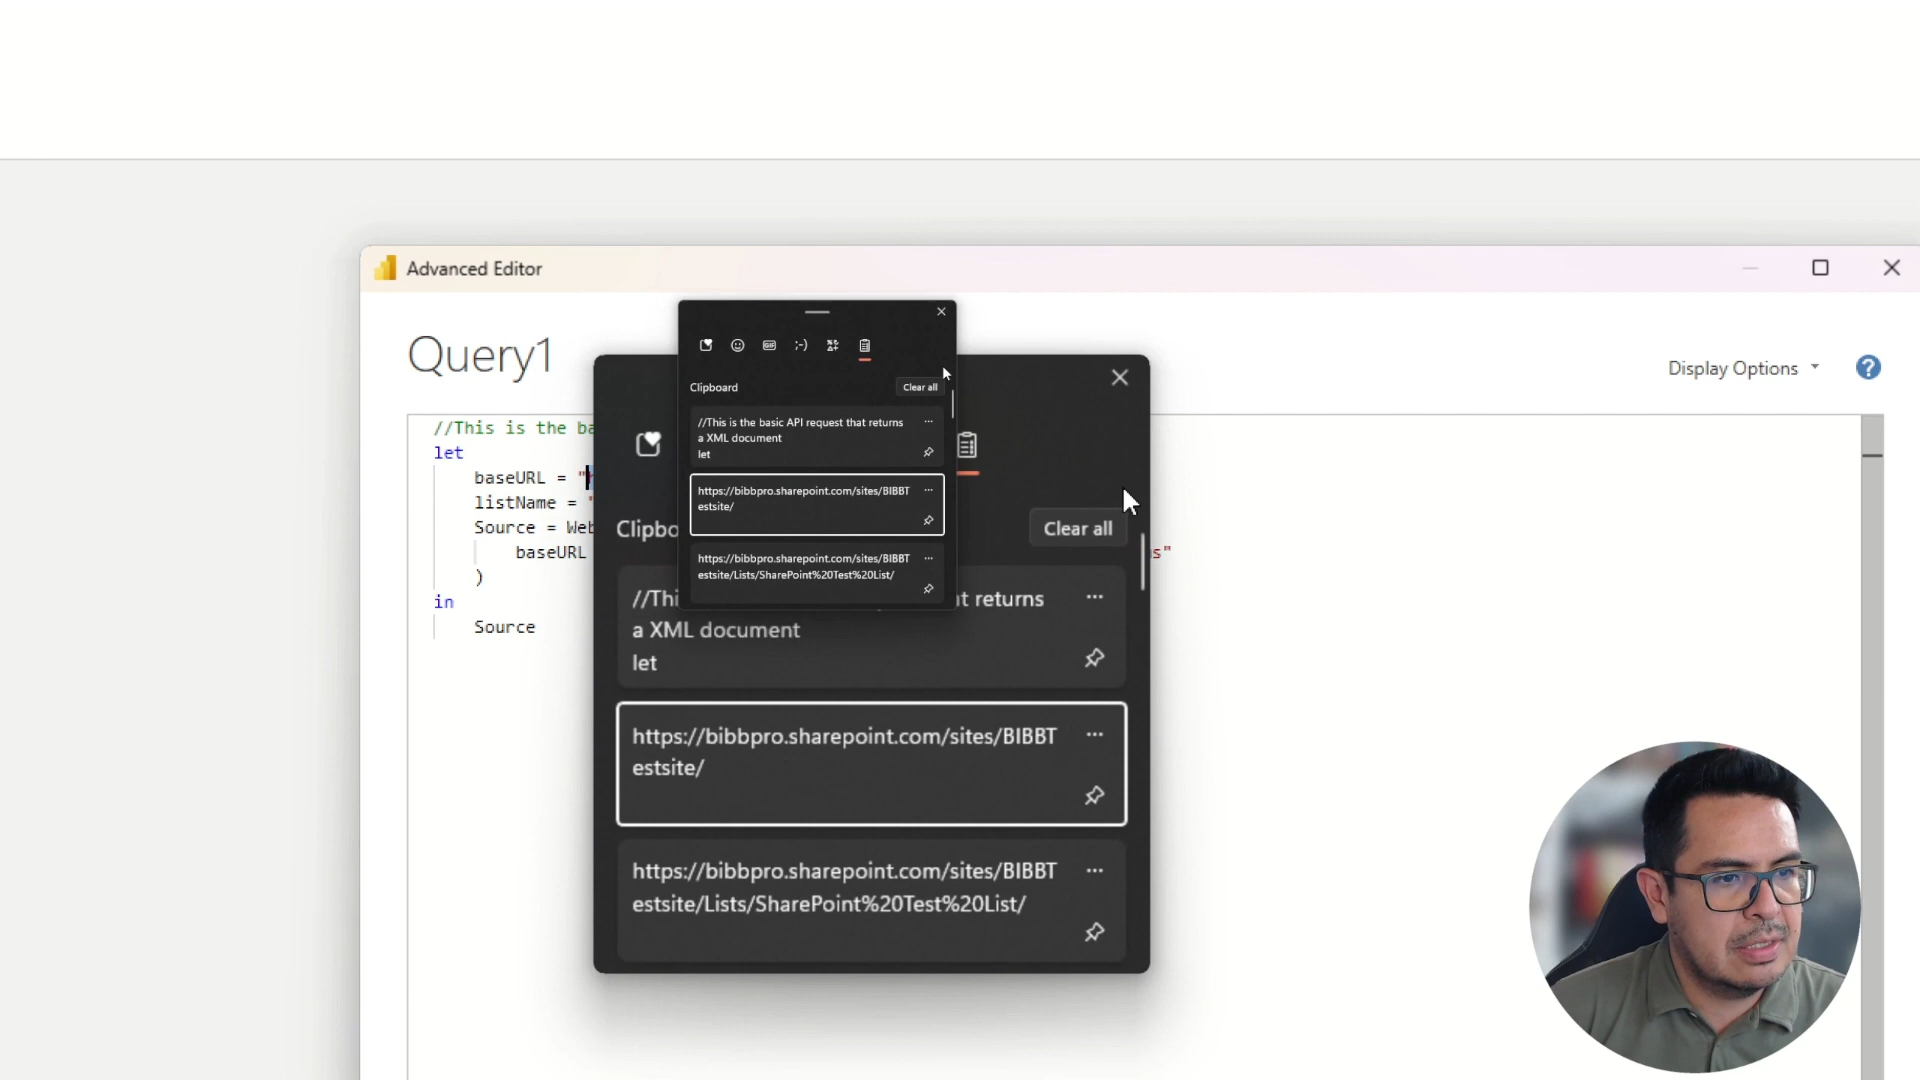 Advanced Editor
Query1
Display Options
?
//This is the ba
let
baseURL = "
listName = "
Source = Web
baseURL
s"
)
in
Source
GIF
;-)
Clipboard
Clear all
//This is the basic API request that returns
a XML document
let
https://bibbpro.sharepoint.com/sites/BIBBT
estsite/
https://bibbpro.sharepoint.com/sites/BIBBT
estsite/Lists/SharePoint%20Test%20List/
Clipbo
Clear all
//Thi
t returns
a XML document
let
https://bibbpro.sharepoint.com/sites/BIBBT
estsite/
https://bibbpro.sharepoint.com/sites/BIBBT
estsite/Lists/SharePoint%20Test%20List/